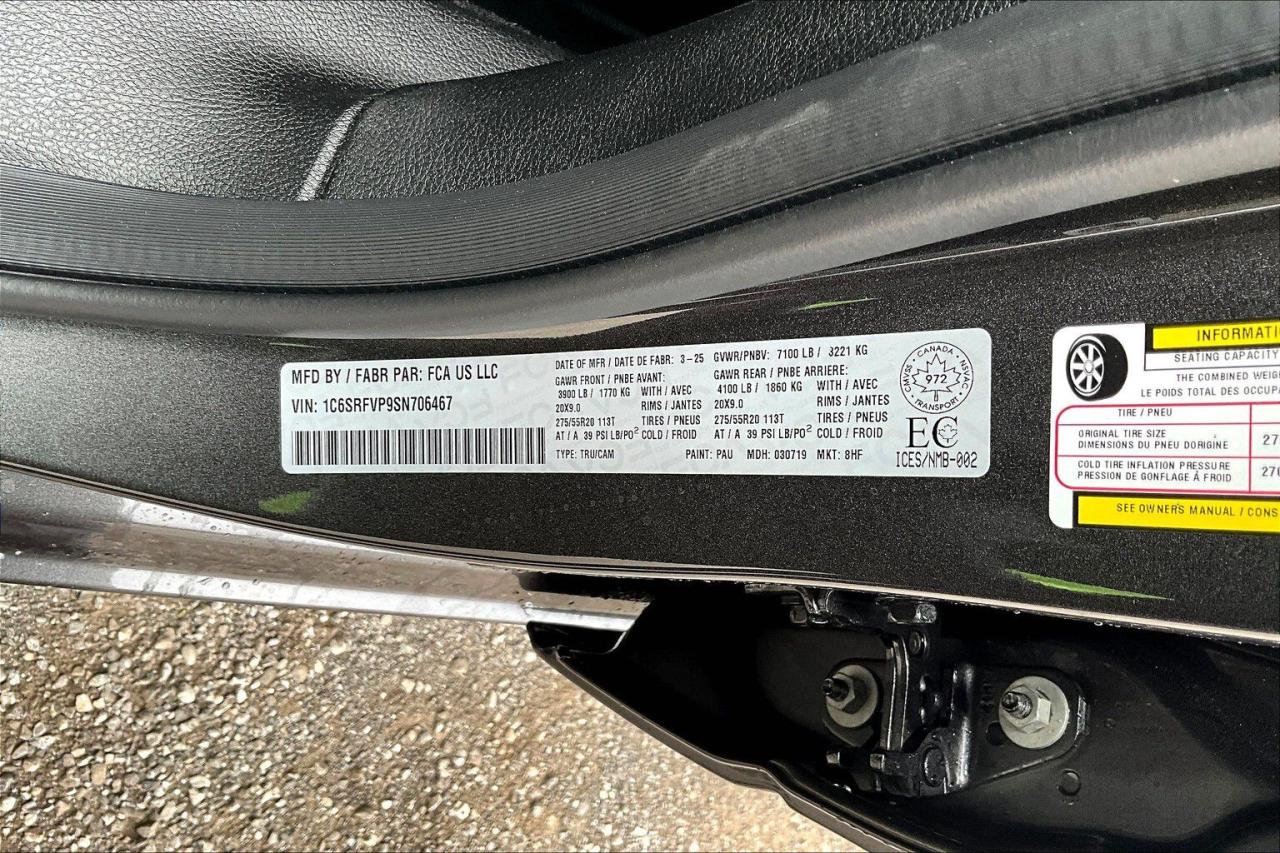 MFD BY / FABR PAR: FCA US LLC
VIN: 1C6SRFVP9SN706467
DATE OF MFR / DATE DE FABR: 3-25
GVWR/PNBV: 7100 LB / 3221 KG
GAWR FRONT / PNBE AVANT:
3900 LB / 1770 KG WITH / AVEC
20X9.0 RIMS / JANTES
275/55R20 113T TIRES / PNEUS
AT / A 39 PSI LB/PO² COLD / FROID
GAWR REAR / PNBE ARRIERE:
4100 LB / 1860 KG WITH / AVEC
20X9.0 RIMS / JANTES
275/55R20 113T TIRES / PNEUS
AT / A 39 PSI LB/PO² COLD / FROID
TYPE: TRU/CAM PAINT: PAU MDH: 030719 MKT: 8HF
CANADA
CMVSS 972 NSVAC
TRANSPORT
EC
ICES/NMB-002
INFORMATI
SEATING CAPACITY
THE COMBINED WEIG
LE POIDS TOTAL DES OCCUP
TIRE / PNEU
ORIGINAL TIRE SIZE
DIMENSIONS DU PNEU DORIGINE
27
COLD TIRE INFLATION PRESSURE
PRESSION DE GONFLAGE À FROID
270
SEE OWNER'S MANUAL / CONS